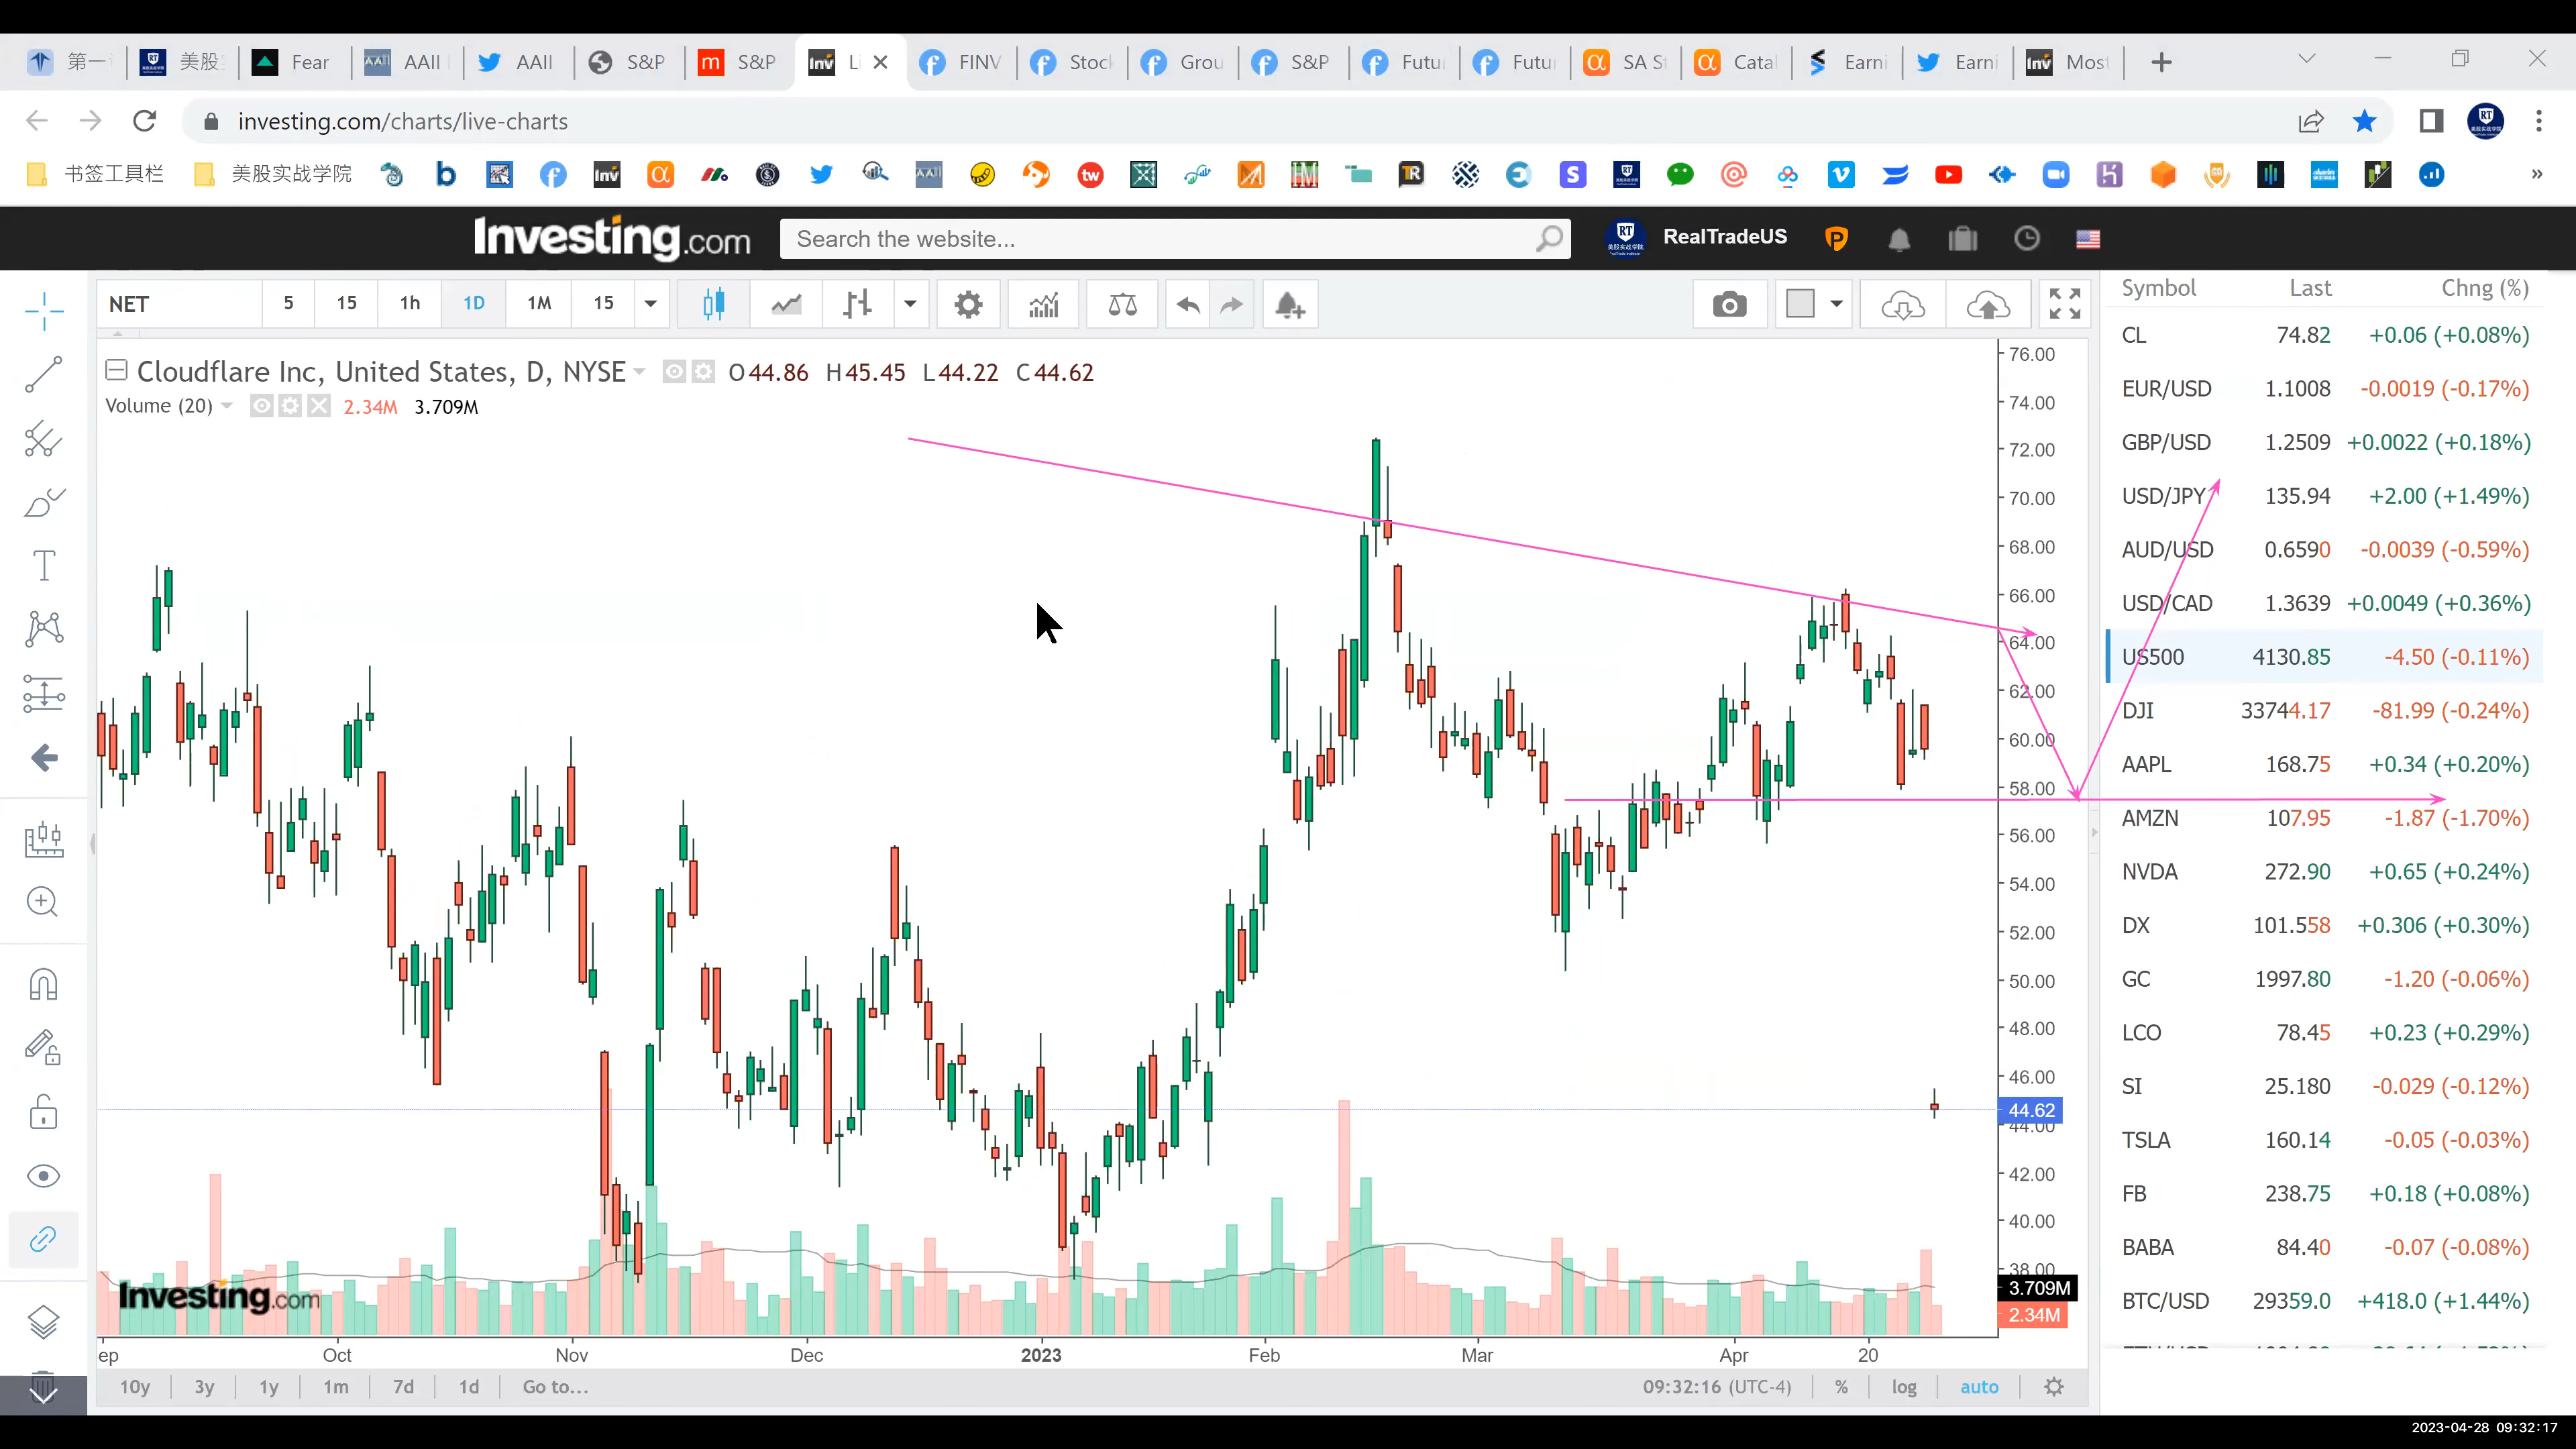 第一 美股 Fear AAII AAII S&P S&P Li FINV Stoc Grou S&P Futu Futu SA S Catal Earni Earni Most
investing.com/charts/live-charts
书签工具栏 美股实战学院
Investing.com Search the website... RealTradeUS
NET 5 15 1h 1D 1M 15
Cloudflare Inc, United States, D, NYSE O44.86 H45.45 L44.22 C44.62
Volume (20) 2.34M 3.709M
76.00
74.00
72.00
70.00
68.00
66.00
64.00
62.00
60.00
58.00
56.00
54.00
52.00
50.00
48.00
46.00
44.62
44.00
42.00
40.00
38.00
3.709M
2.34M
Investing.com
ep Oct Nov Dec 2023 Feb Mar Apr 20
10y 3y 1y 1m 7d 1d Go to... 09:32:16 (UTC-4) % log auto
Symbol Last Chng (%)
CL 74.82 +0.06 (+0.08%)
EUR/USD 1.1008 -0.0019 (-0.17%)
GBP/USD 1.2509 +0.0022 (+0.18%)
USD/JPY 135.94 +2.00 (+1.49%)
AUD/USD 0.6590 -0.0039 (-0.59%)
USD/CAD 1.3639 +0.0049 (+0.36%)
US500 4130.85 -4.50 (-0.11%)
DJI 33744.17 -81.99 (-0.24%)
AAPL 168.75 +0.34 (+0.20%)
AMZN 107.95 -1.87 (-1.70%)
NVDA 272.90 +0.65 (+0.24%)
DX 101.558 +0.306 (+0.30%)
GC 1997.80 -1.20 (-0.06%)
LCO 78.45 +0.23 (+0.29%)
SI 25.180 -0.029 (-0.12%)
TSLA 160.14 -0.05 (-0.03%)
FB 238.75 +0.18 (+0.08%)
BABA 84.40 -0.07 (-0.08%)
BTC/USD 29359.0 +418.0 (+1.44%)
2023-04-28 09:32:17